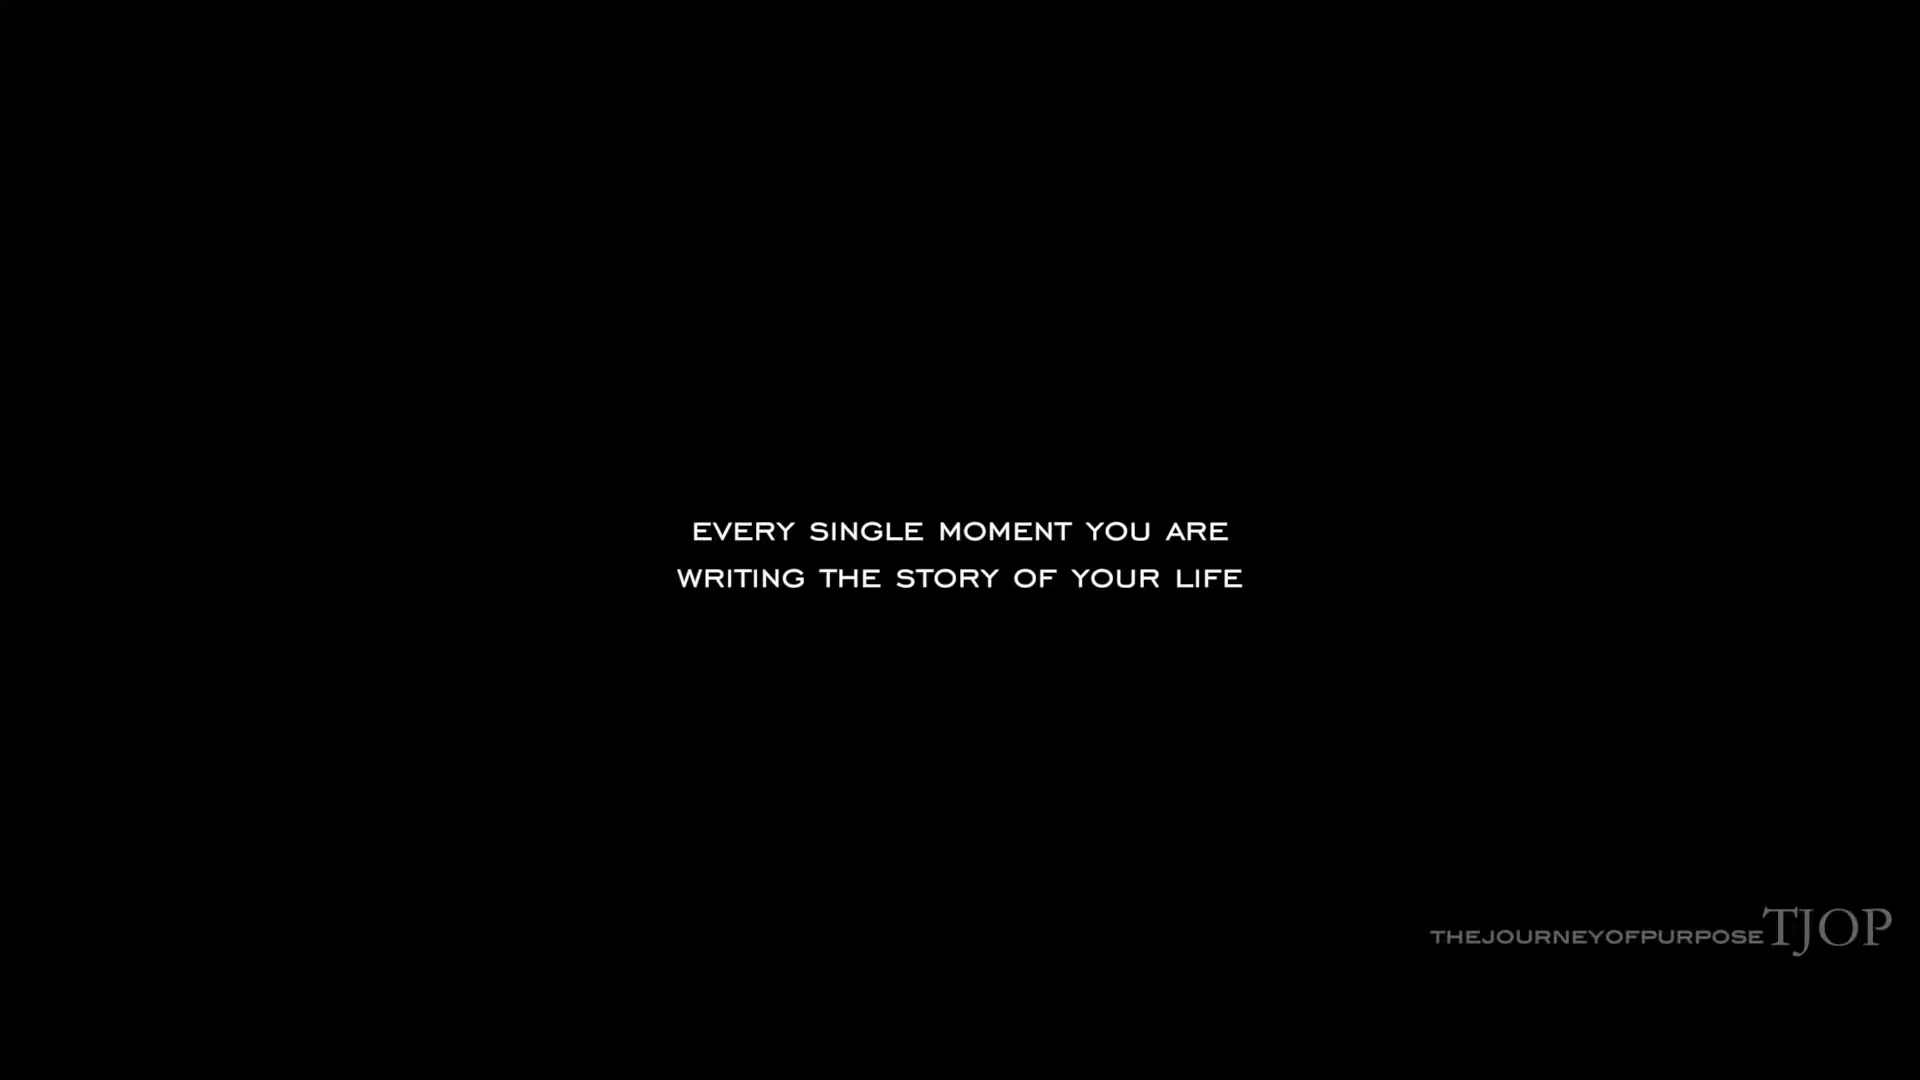 EVERY SINGLE MOMENT YOU ARE
WRITING THE STORY OF YOUR LIFE
THEJOURNEYOFPURPOSE TJOP